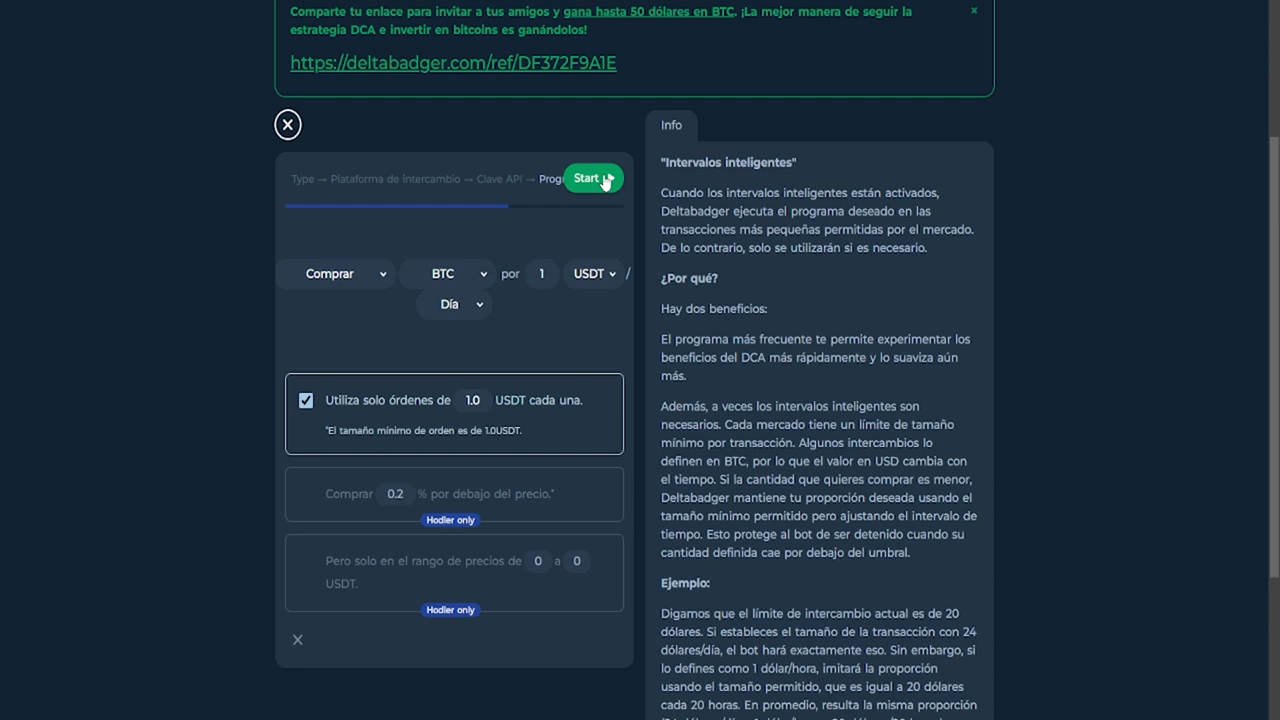 Comparte tu enlace para invitar a tus amigos y gana hasta 50 dólares en BTC. ¡La mejor manera de seguir la
estrategia DCA e invertir en bitcoins es ganándolos!
x
https://deltabadger.com/ref/DF372F9A1E
Type → Plataforma de intercambio → Clave API →
Start
Comprar BTC por 1 USDT /
Día
Utiliza solo órdenes de 1.0 USDT cada una.
*El tamaño mínimo de orden es de 1.0USDT.
Comprar 0.2 % por debajo del precio.*
Hodler only
Pero solo en el rango de precios de 0 a 0
USDT.
Hodler only
Info
"Intervalos inteligentes"
Cuando los intervalos inteligentes están activados,
Deltabadger ejecuta el programa deseado en las
transacciones más pequeñas permitidas por el mercado.
De lo contrario, solo se utilizarán si es necesario.
¿Por qué?
Hay dos beneficios:
El programa más frecuente te permite experimentar los
beneficios del DCA más rápidamente y lo suaviza aún
más.
Además, a veces los intervalos inteligentes son
necesarios. Cada mercado tiene un límite de tamaño
mínimo por transacción. Algunos intercambios lo
definen en BTC, por lo que el valor en USD cambia con
el tiempo. Si la cantidad que quieres comprar es menor,
Deltabadger mantiene tu proporción deseada usando el
tamaño mínimo permitido pero ajustando el intervalo de
tiempo. Esto protege al bot de ser detenido cuando su
cantidad definida cae por debajo del umbral.
Ejemplo:
Digamos que el límite de intercambio actual es de 20
dólares. Si estableces el tamaño de la transacción con 24
dólares/día, el bot hará exactamente eso. Sin embargo, si
lo defines como 1 dólar/hora, imitará la proporción
usando el tamaño permitido, que es igual a 20 dólares
cada 20 horas. En promedio, resulta la misma proporción